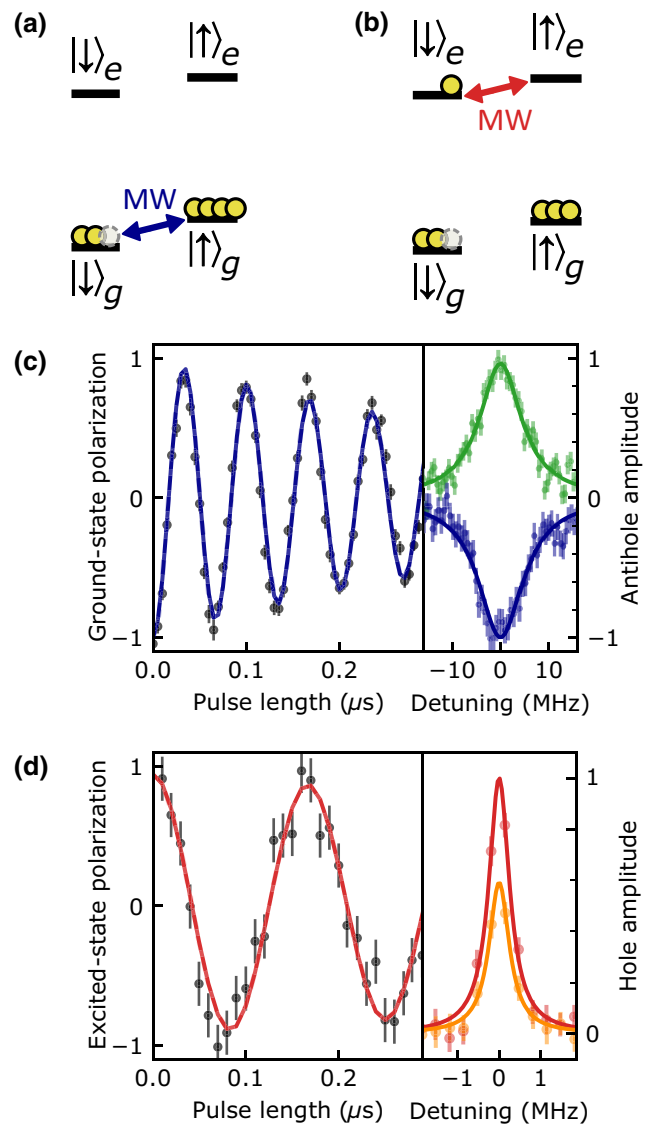 (a)
(b)
|↓⟩e
|↑⟩e
|↓⟩e
|↑⟩e
MW
MW
|↓⟩g
|↑⟩g
|↓⟩g
|↑⟩g
(c)
Ground-state polarization
1
0
−1
0.0
0.1
0.2
Pulse length (μs)
−10
0
10
Detuning (MHz)
1
0
−1
Antihole amplitude
(d)
Excited-state polarization
1
0
−1
0.0
0.1
0.2
Pulse length (μs)
−1
0
1
Detuning (MHz)
1
0
Hole amplitude